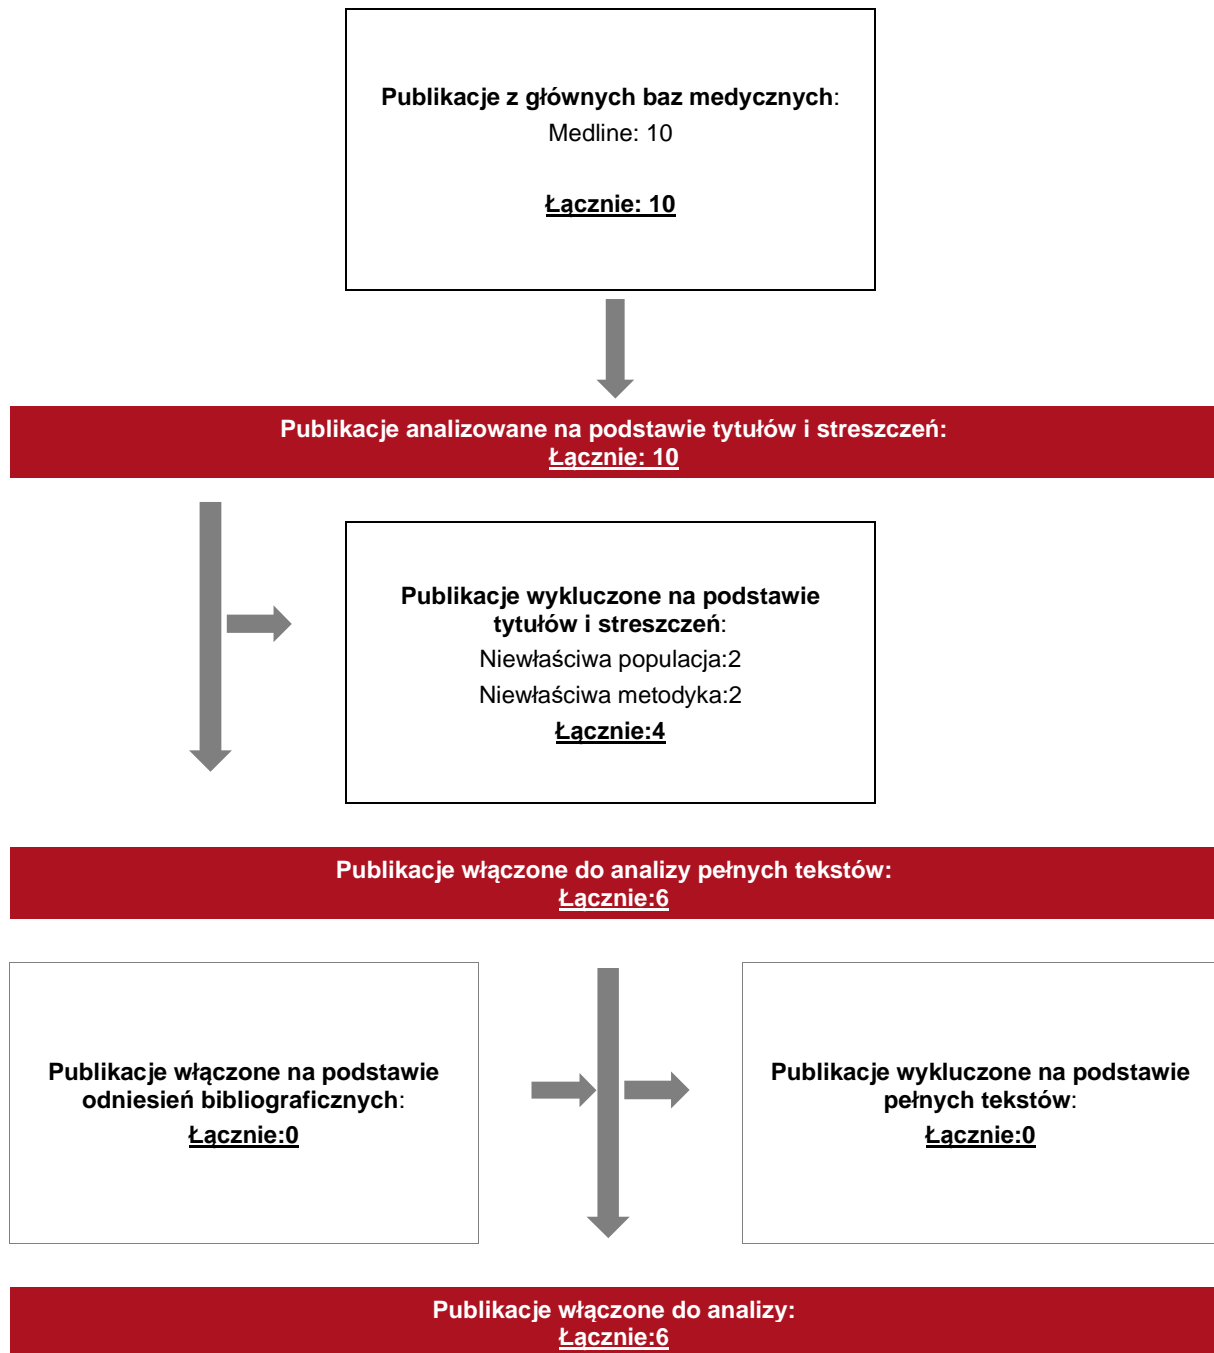 Publikacje z głównych baz medycznych:
Medline: 10
Łącznie: 10
Publikacje analizowane na podstawie tytułów i streszczeń:
Łącznie: 10
Publikacje wykluczone na podstawie
tytułów i streszczeń:
Niewłaściwa populacja:2
Niewłaściwa metodyka:2
Łącznie:4
Publikacje włączone do analizy pełnych tekstów:
Łącznie:6
Publikacje włączone na podstawie
odniesień bibliograficznych:
Łącznie:0
Publikacje wykluczone na podstawie
pełnych tekstów:
Łącznie:0
Publikacje włączone do analizy:
Łącznie:6